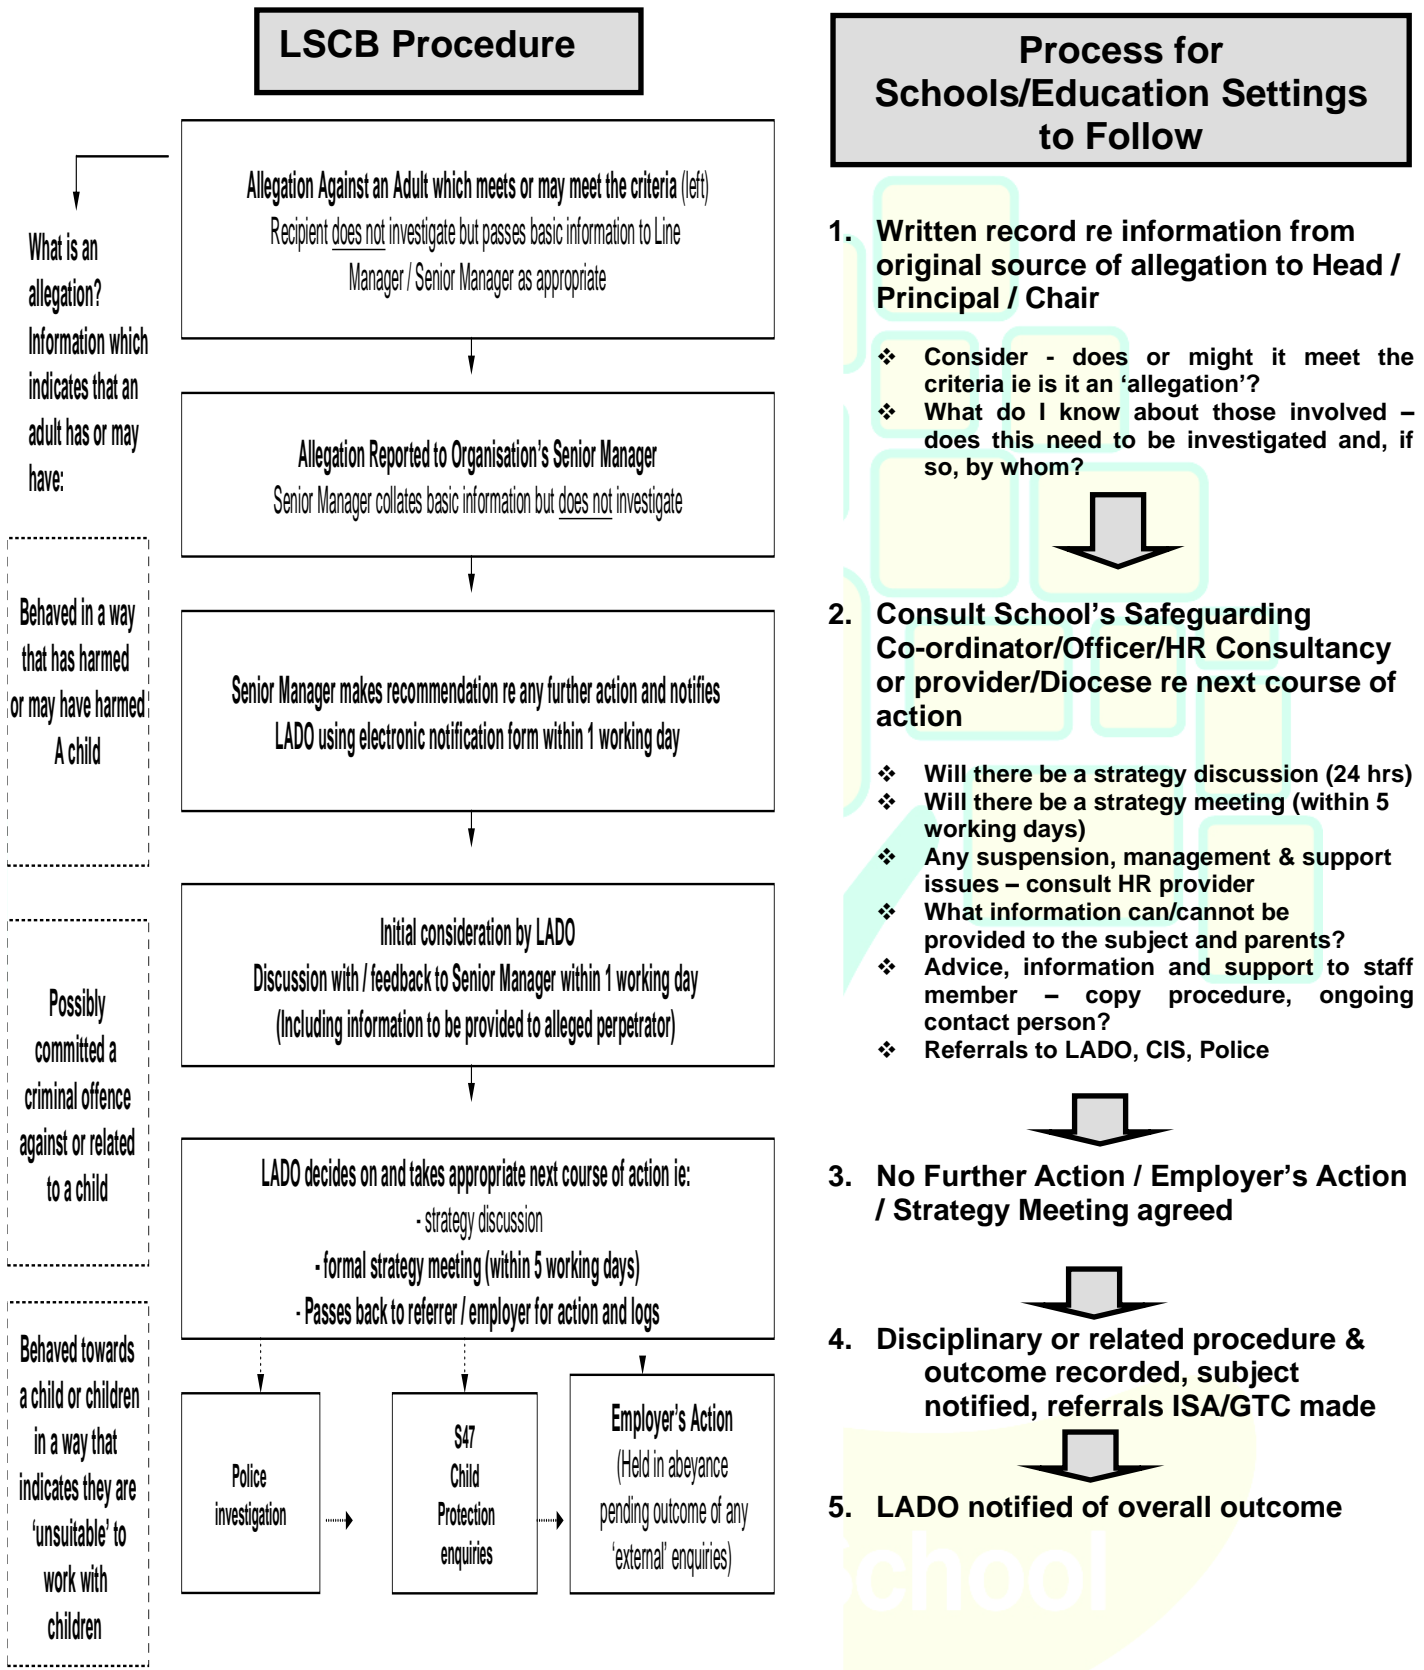 LSCB Procedure
What is an
allegation?
Information which
indicates that an
adult has or may
have:
Behaved in a way
that has harmed
or may have harmed
A child
Possibly
committed a
criminal offence
against or related
to a child
Behaved towards
a child or children
in a way that
indicates they are
‘unsuitable’ to
work with
children
Allegation Against an Adult which meets or may meet the criteria (left)
Recipient does not investigate but passes basic information to Line
Manager / Senior Manager as appropriate
Allegation Reported to Organisation’s Senior Manager
Senior Manager collates basic information but does not investigate
Senior Manager makes recommendation re any further action and notifies
LADO using electronic notification form within 1 working day
Initial consideration by LADO
Discussion with / feedback to Senior Manager within 1 working day
(Including information to be provided to alleged perpetrator)
LADO decides on and takes appropriate next course of action ie:
- strategy discussion
- formal strategy meeting (within 5 working days)
- Passes back to referrer / employer for action and logs
Police
investigation
S47
Child
Protection
enquiries
Employer’s Action
(Held in abeyance
pending outcome of any
‘external’ enquiries)
Process for
Schools/Education Settings
to Follow
1. Written record re information from
original source of allegation to Head /
Principal / Chair
❖ Consider - does or might it meet the
criteria ie is it an ‘allegation’?
❖ What do I know about those involved –
does this need to be investigated and, if
so, by whom?
2. Consult School’s Safeguarding
Co-ordinator/Officer/HR Consultancy
or provider/Diocese re next course of
action
❖ Will there be a strategy discussion (24 hrs)
❖ Will there be a strategy meeting (within 5
working days)
❖ Any suspension, management & support
issues – consult HR provider
❖ What information can/cannot be
provided to the subject and parents?
❖ Advice, information and support to staff
member – copy procedure, ongoing
contact person?
❖ Referrals to LADO, CIS, Police
3. No Further Action / Employer’s Action
/ Strategy Meeting agreed
4. Disciplinary or related procedure &
outcome recorded, subject
notified, referrals ISA/GTC made
5. LADO notified of overall outcome
School